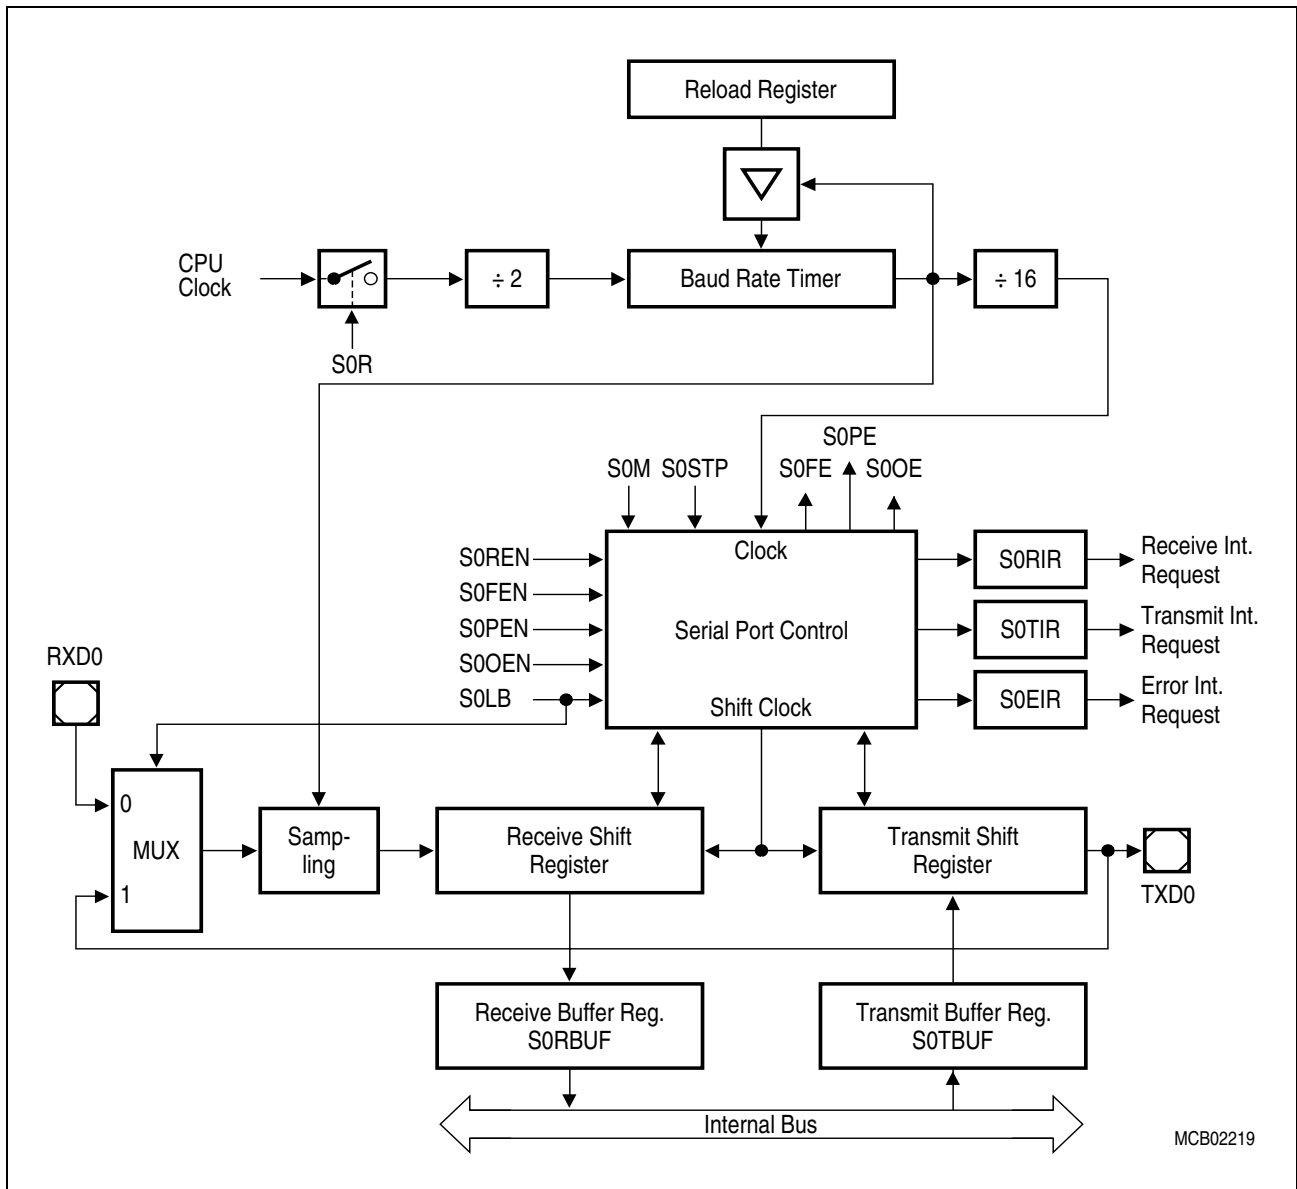 Reload Register
CPU
Clock
÷ 2
Baud Rate Timer
÷ 16
S0R
S0PE
S0M S0STP
S0FE
S0OE
Clock
S0REN
S0FEN
S0PEN
S0OEN
S0LB
Serial Port Control
Shift Clock
S0RIR
Receive Int.
Request
S0TIR
Transmit Int.
Request
S0EIR
Error Int.
Request
RXD0
0
MUX
1
Samp-
ling
Receive Shift
Register
Transmit Shift
Register
TXD0
Receive Buffer Reg.
S0RBUF
Transmit Buffer Reg.
S0TBUF
Internal Bus
MCB02219